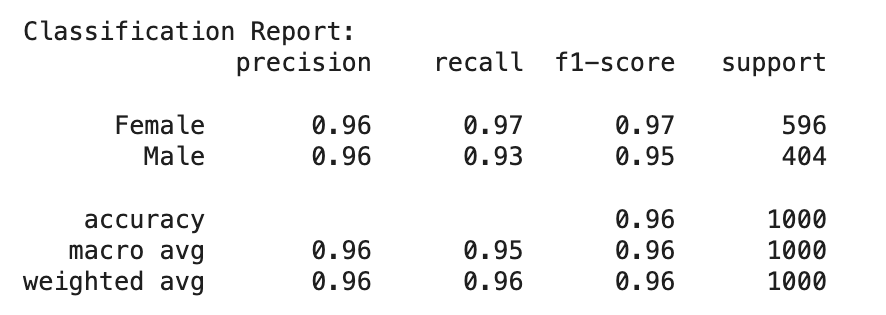 Classification Report:
precision recall f1-score support
Female 0.96 0.97 0.97 596
Male 0.96 0.93 0.95 404
accuracy 0.96 1000
macro avg 0.96 0.95 0.96 1000
weighted avg 0.96 0.96 0.96 1000